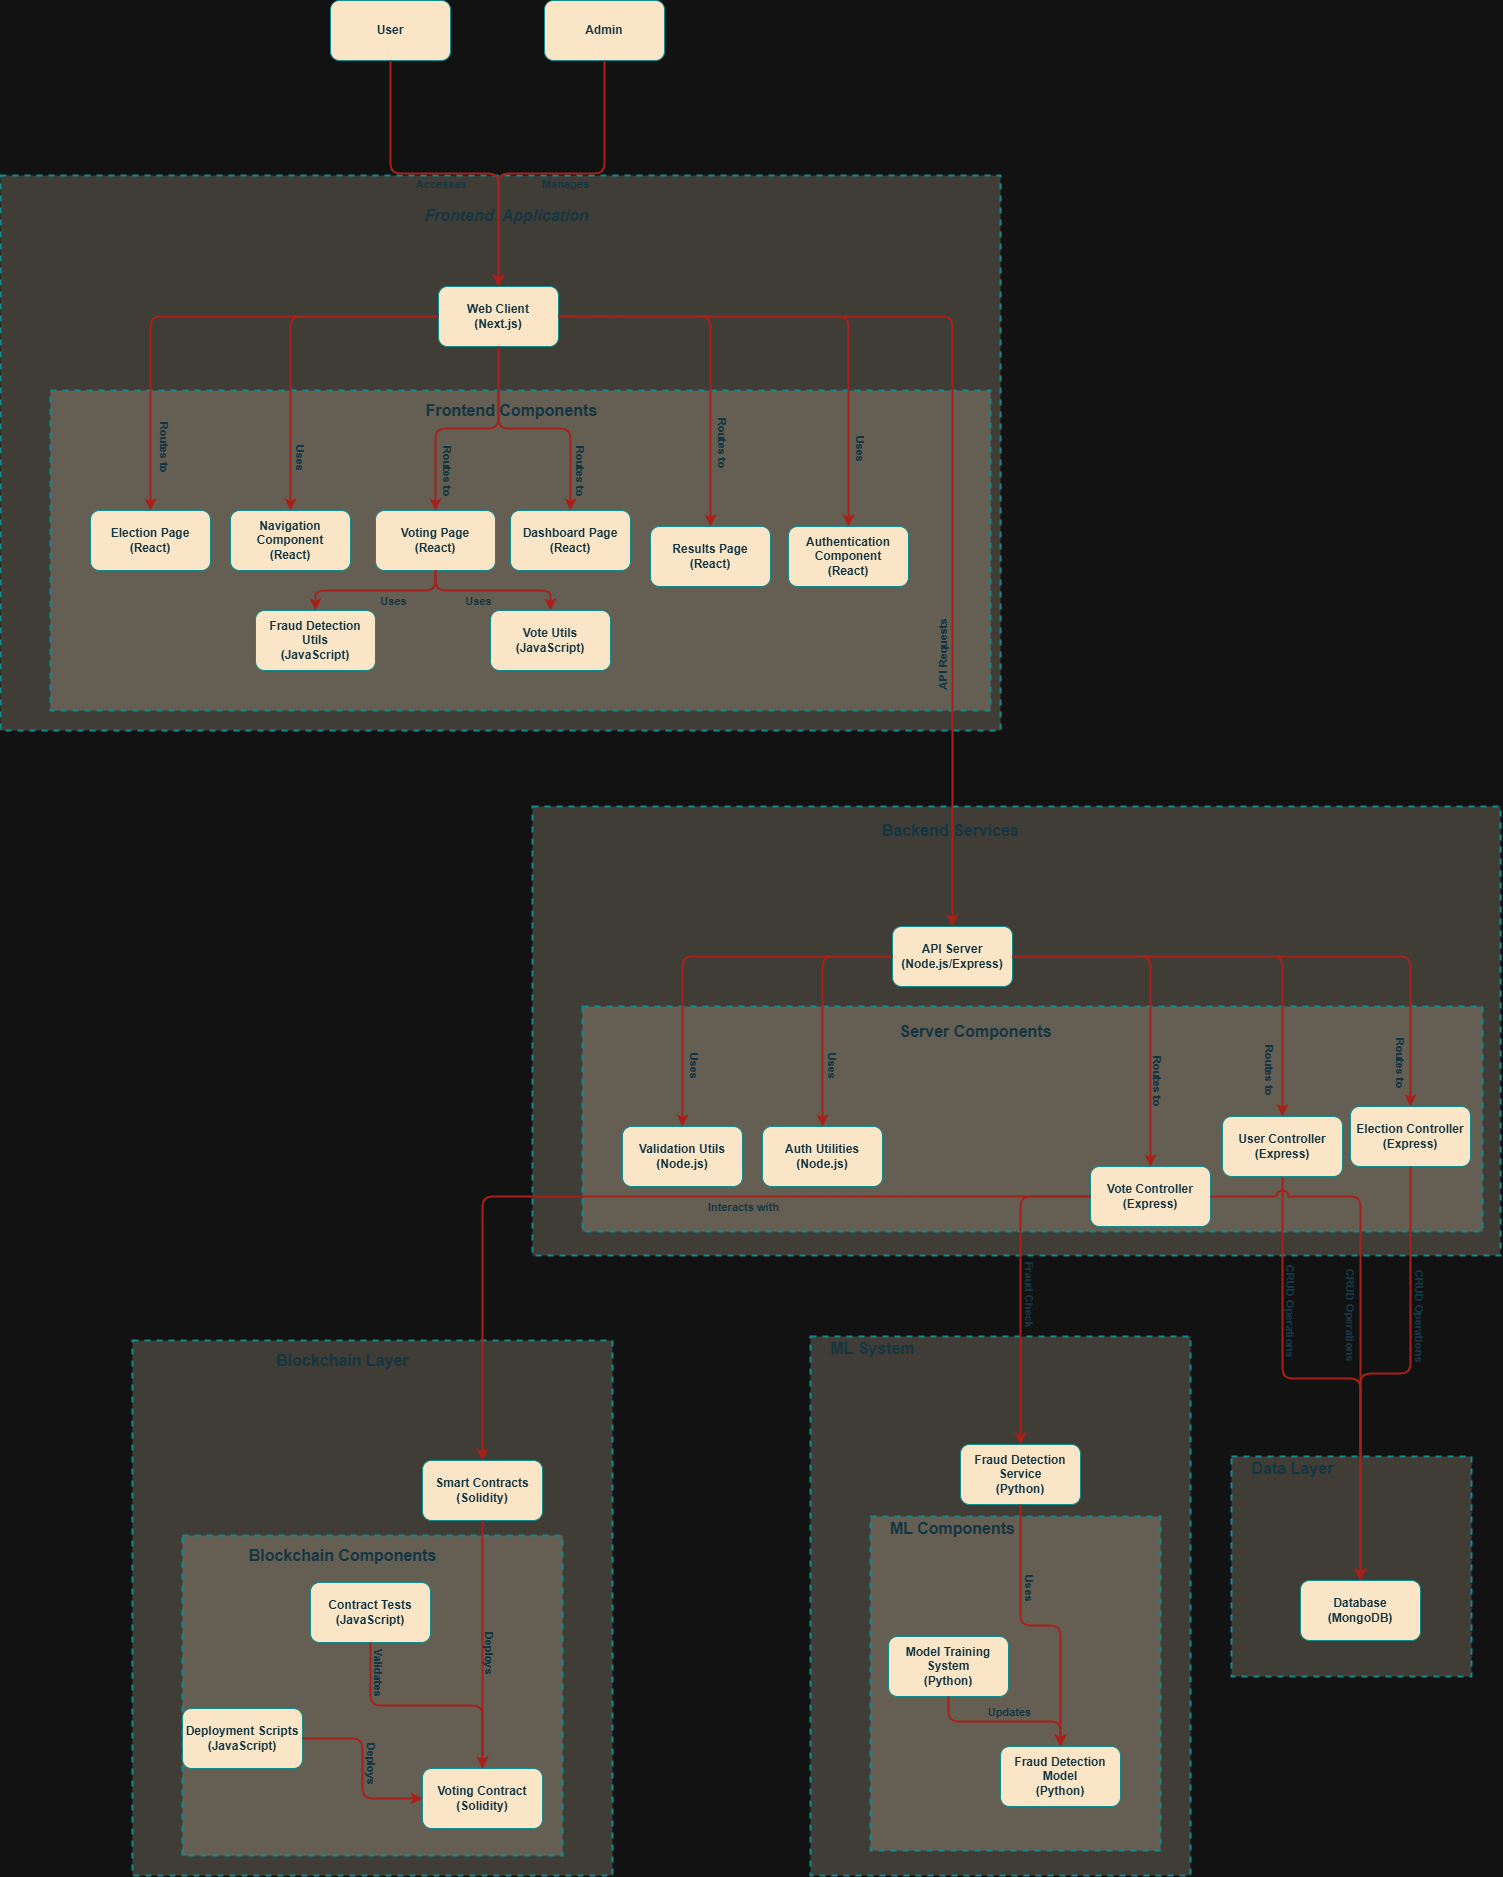 User
Admin
Accesses
Manages
Frontend Application
Web Client
(Next.js)
Frontend Components
Routes to
Uses
Routes to
Routes to
Routes to
Uses
Election Page
(React)
Navigation
Component
(React)
Voting Page
(React)
Dashboard Page
(React)
Results Page
(React)
Authentication
Component
(React)
Uses
Uses
Fraud Detection
Utils
(JavaScript)
Vote Utils
(JavaScript)
API Requests
Backend Services
API Server
(Node.js/Express)
Server Components
Uses
Uses
Routes to
Routes to
Routes to
Validation Utils
(Node.js)
Auth Utilities
(Node.js)
Vote Controller
(Express)
User Controller
(Express)
Election Controller
(Express)
Interacts with
Fraud Check
CRUD Operations
CRUD Operations
CRUD Operations
Blockchain Layer
Smart Contracts
(Solidity)
Blockchain Components
Contract Tests
(JavaScript)
Validates
Deploys
Deployment Scripts
(JavaScript)
Deploys
Voting Contract
(Solidity)
ML System
Fraud Detection
Service
(Python)
ML Components
Uses
Model Training
System
(Python)
Updates
Fraud Detection
Model
(Python)
Data Layer
Database
(MongoDB)